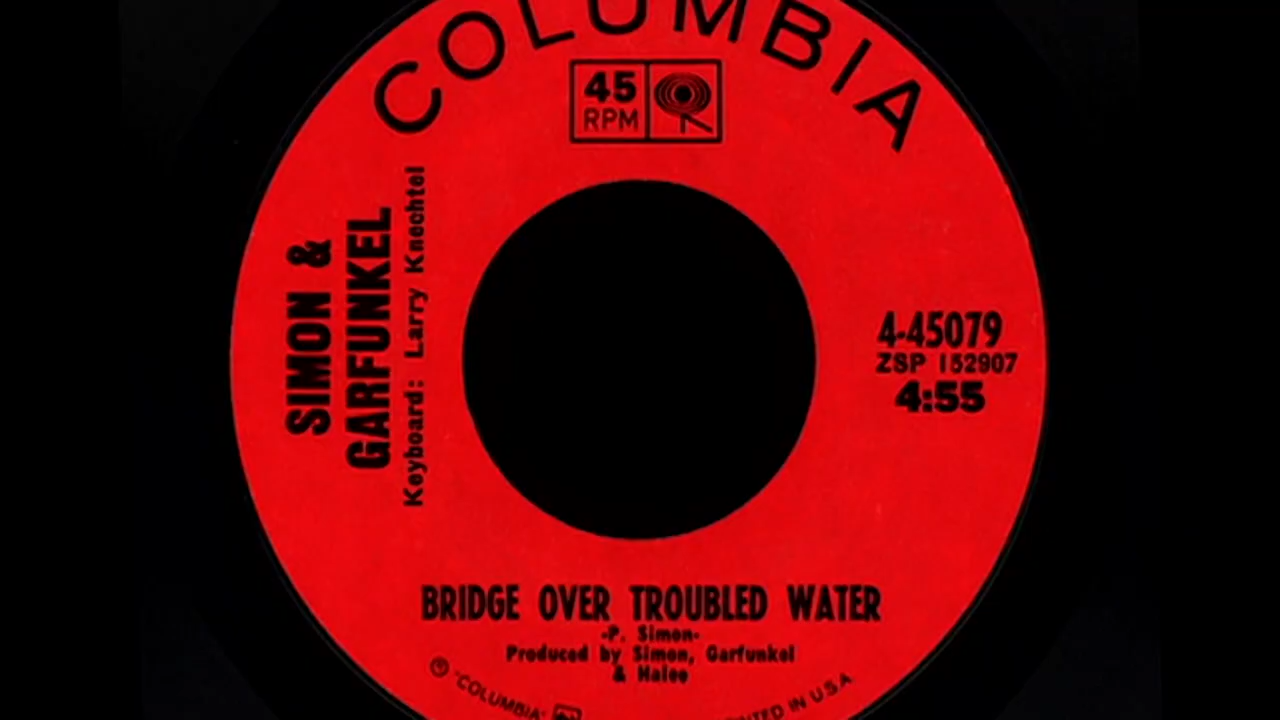 COLUMBIA
45
RPM
SIMON &
GARFUNKEL
Keyboard: Larry Knechtel
4-45079
ZSP 152907
4:55
BRIDGE OVER TROUBLED WATER
-P. Simon-
Produced by Simon, Garfunkel
& Halee
Ⓟ "COLUMBIA"
PRINTED IN U.S.A.